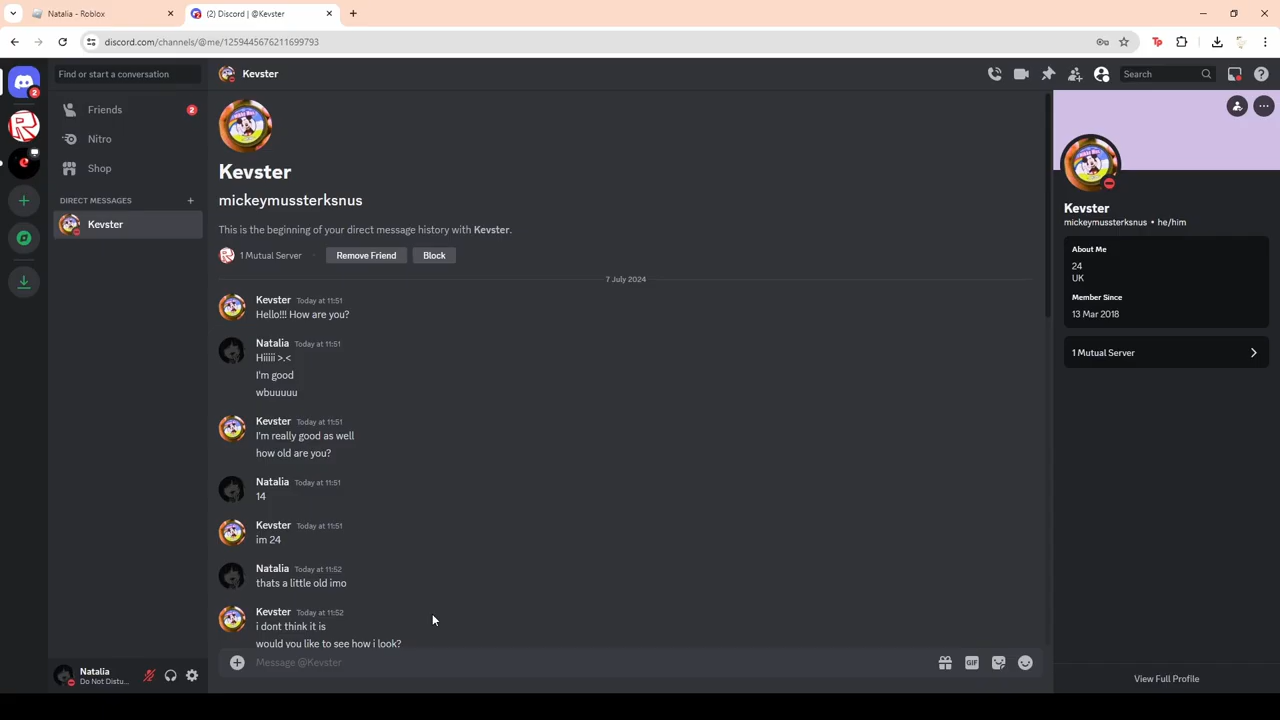 Natalia - Roblox
(2) Discord | @Kevster
discord.com/channels/@me/1259445676211699793
Find or start a conversation
Kevster
Search
2
Friends
2
Nitro
Shop
DIRECT MESSAGES
Kevster
Kevster
mickeymussterksnus
This is the beginning of your direct message history with Kevster.
1 Mutual Server
Remove Friend
Block
7 July 2024
Kevster Today at 11:51
Hello!!! How are you?
Natalia Today at 11:51
Hiiiii >.<
I'm good
wbuuuuu
Kevster Today at 11:51
I'm really good as well
how old are you?
Natalia Today at 11:51
14
Kevster Today at 11:51
im 24
Natalia Today at 11:52
thats a little old imo
Kevster Today at 11:52
i dont think it is
would you like to see how i look?
Message @Kevster
GIF
Natalia
Do Not Distu...
Kevster
mickeymussterksnus • he/him
About Me
24
UK
Member Since
13 Mar 2018
1 Mutual Server
View Full Profile